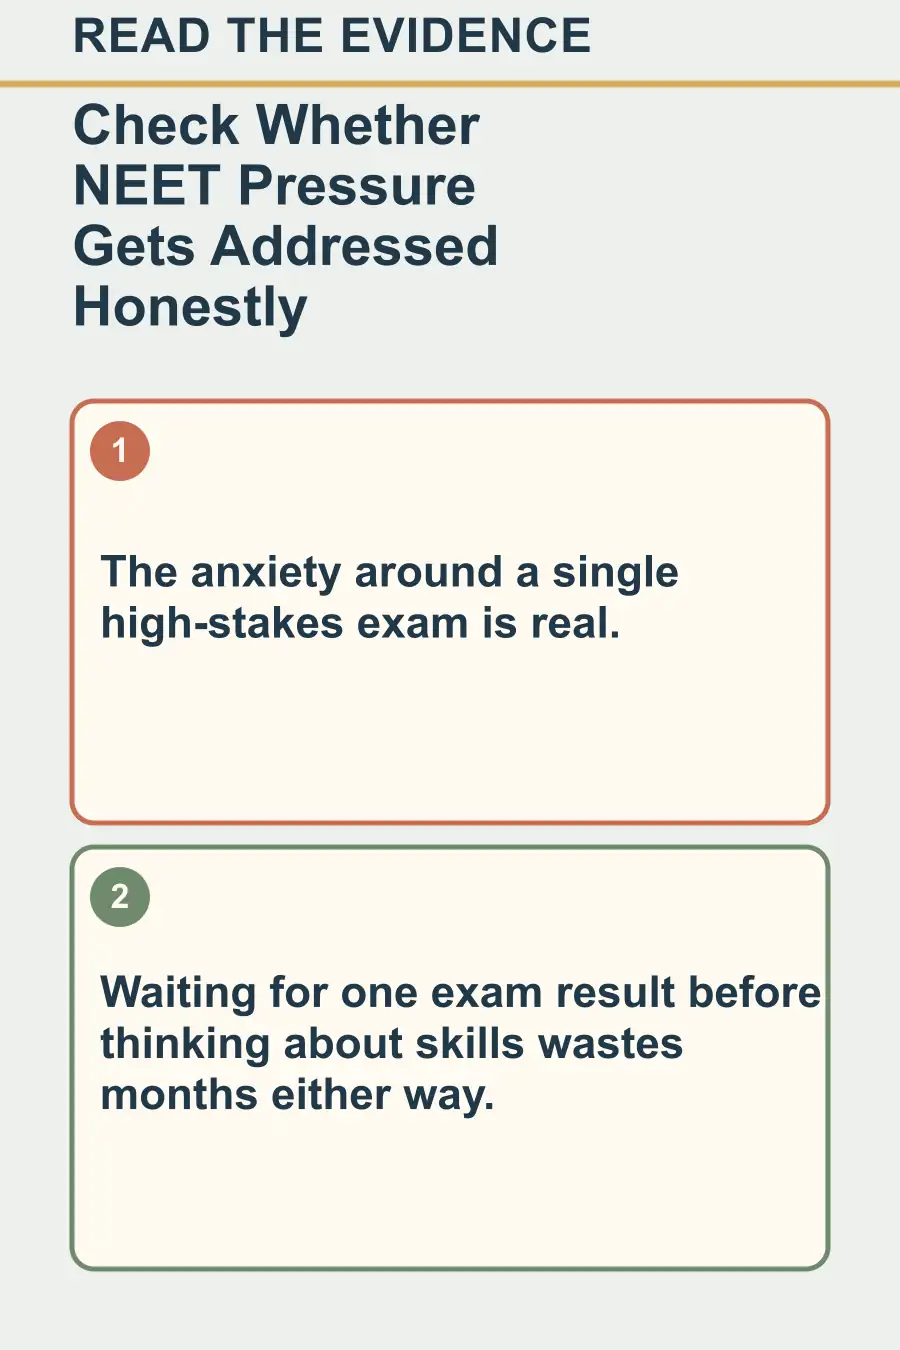 READ THE EVIDENCE
Check Whether
NEET Pressure
Gets Addressed
Honestly
1
The anxiety around a single
high-stakes exam is real.
2
Waiting for one exam result before
thinking about skills wastes
months either way.